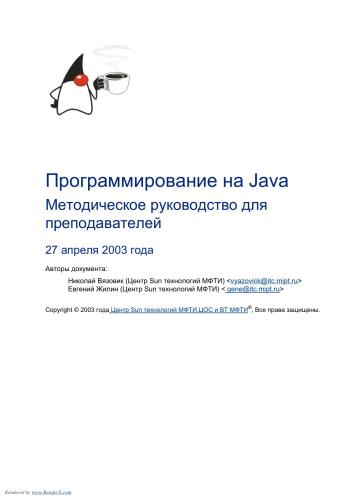 Программирование на Java
Методическое руководство для
преподавателей
27 апреля 2003 года
Авторы документа:
Николай Вязовик (Центр Sun технологий МФТИ) <vyazovick@itc.mipt.ru>
Евгений Жилин (Центр Sun технологий МФТИ) < gene@itc.mipt.ru>
Copyright © 2003 года Центр Sun технологий МФТИ,ЦОС и ВТ МФТИ®, Все права защищены.
Rendered by www.RenderX.com